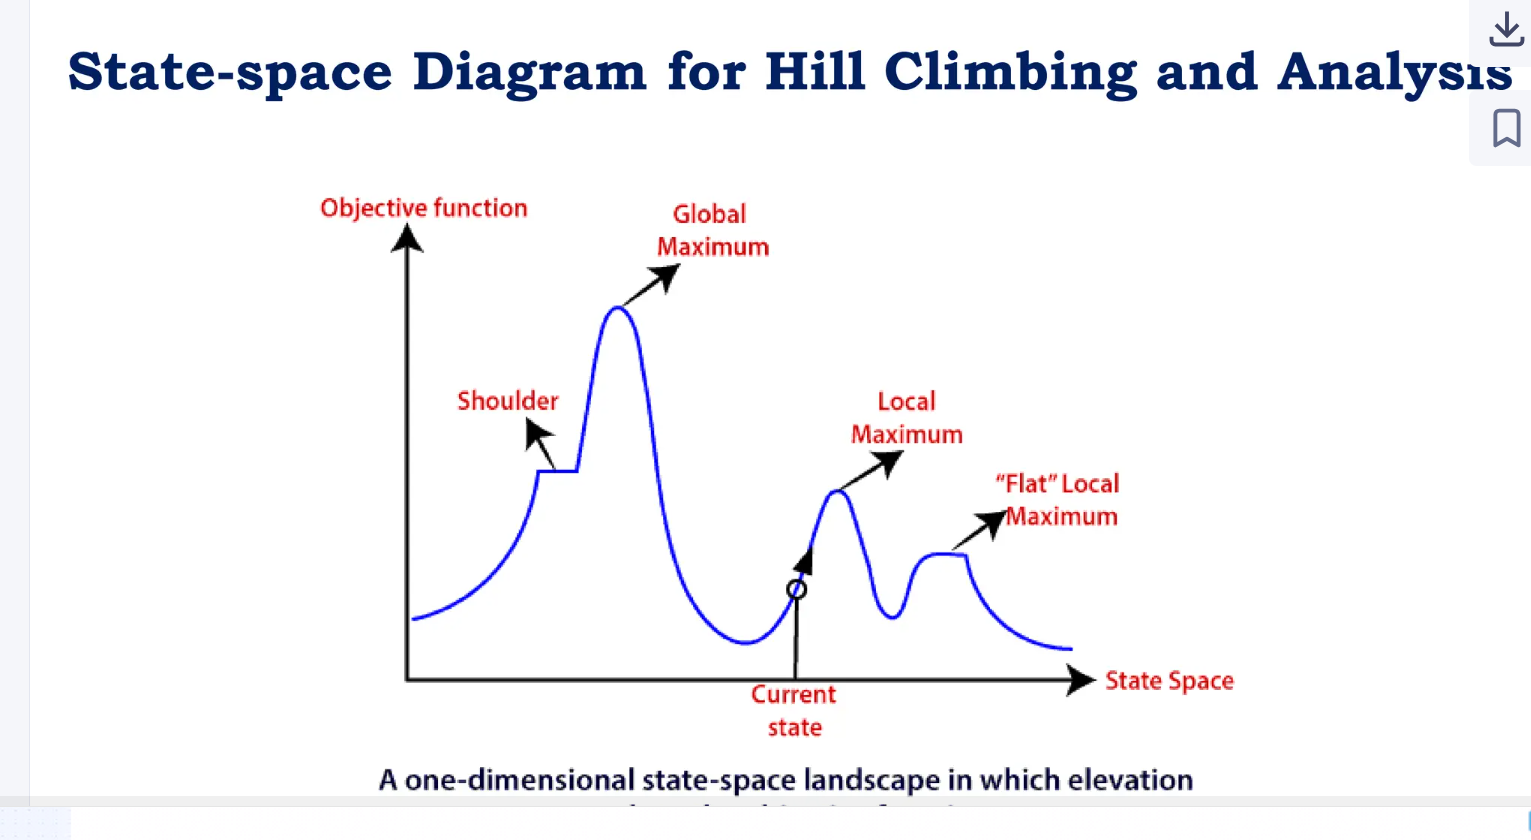 State-space Diagram for Hill Climbing and Analysis
Objective function
Global
Maximum
Shoulder
Local
Maximum
“Flat” Local
Maximum
Current
state
State Space
A one-dimensional state-space landscape in which elevation